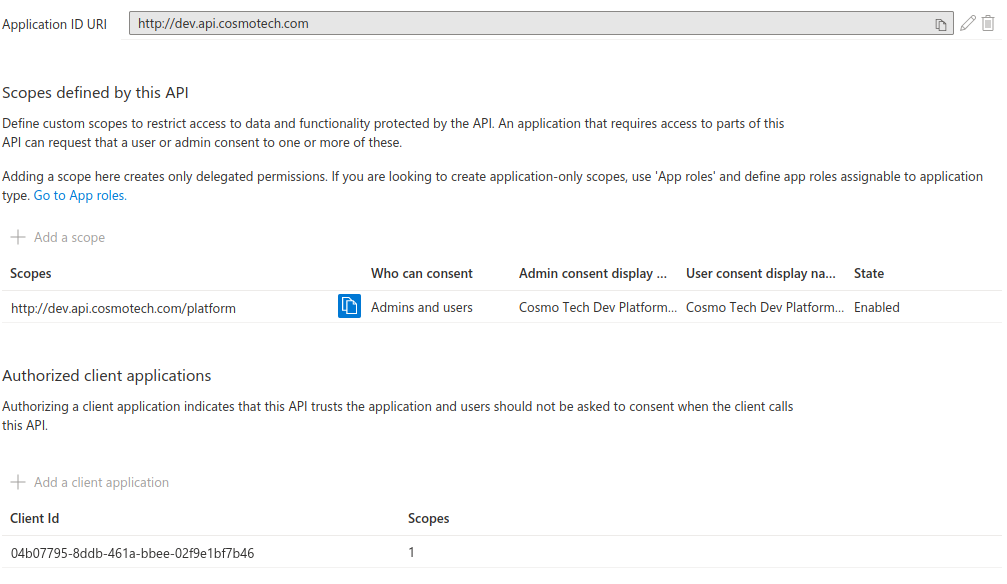 Application ID URI http://dev.api.cosmotech.com
Scopes defined by this API
Define custom scopes to restrict access to data and functionality protected by the API. An application that requires access to parts of this
API can request that a user or admin consent to one or more of these.
Adding a scope here creates only delegated permissions. If you are looking to create application-only scopes, use 'App roles' and define app roles assignable to application
type. Go to App roles.
Add a scope
Scopes Who can consent Admin consent display ... User consent display na... State
http://dev.api.cosmotech.com/platform Admins and users Cosmo Tech Dev Platform... Cosmo Tech Dev Platform... Enabled
Authorized client applications
Authorizing a client application indicates that this API trusts the application and users should not be asked to consent when the client calls
this API.
Add a client application
Client Id Scopes
04b07795-8ddb-461a-bbee-02f9e1bf7b46 1